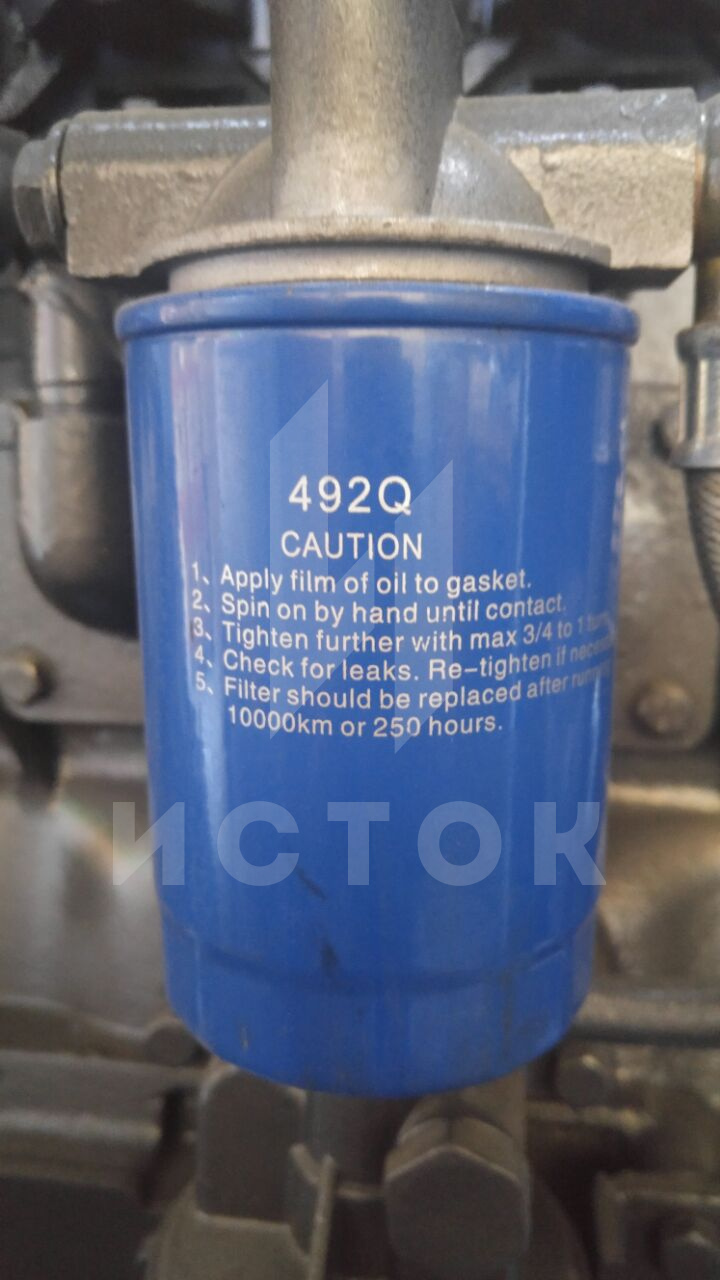 492Q
CAUTION
1、Apply film of oil to gasket.
2、Spin on by hand until contact.
3、Tighten further with max 3/4 to 1
4、Check for leaks. Re-tighten if
5、Filter should be replaced after
10000km or 250 hours.
ИСТОК